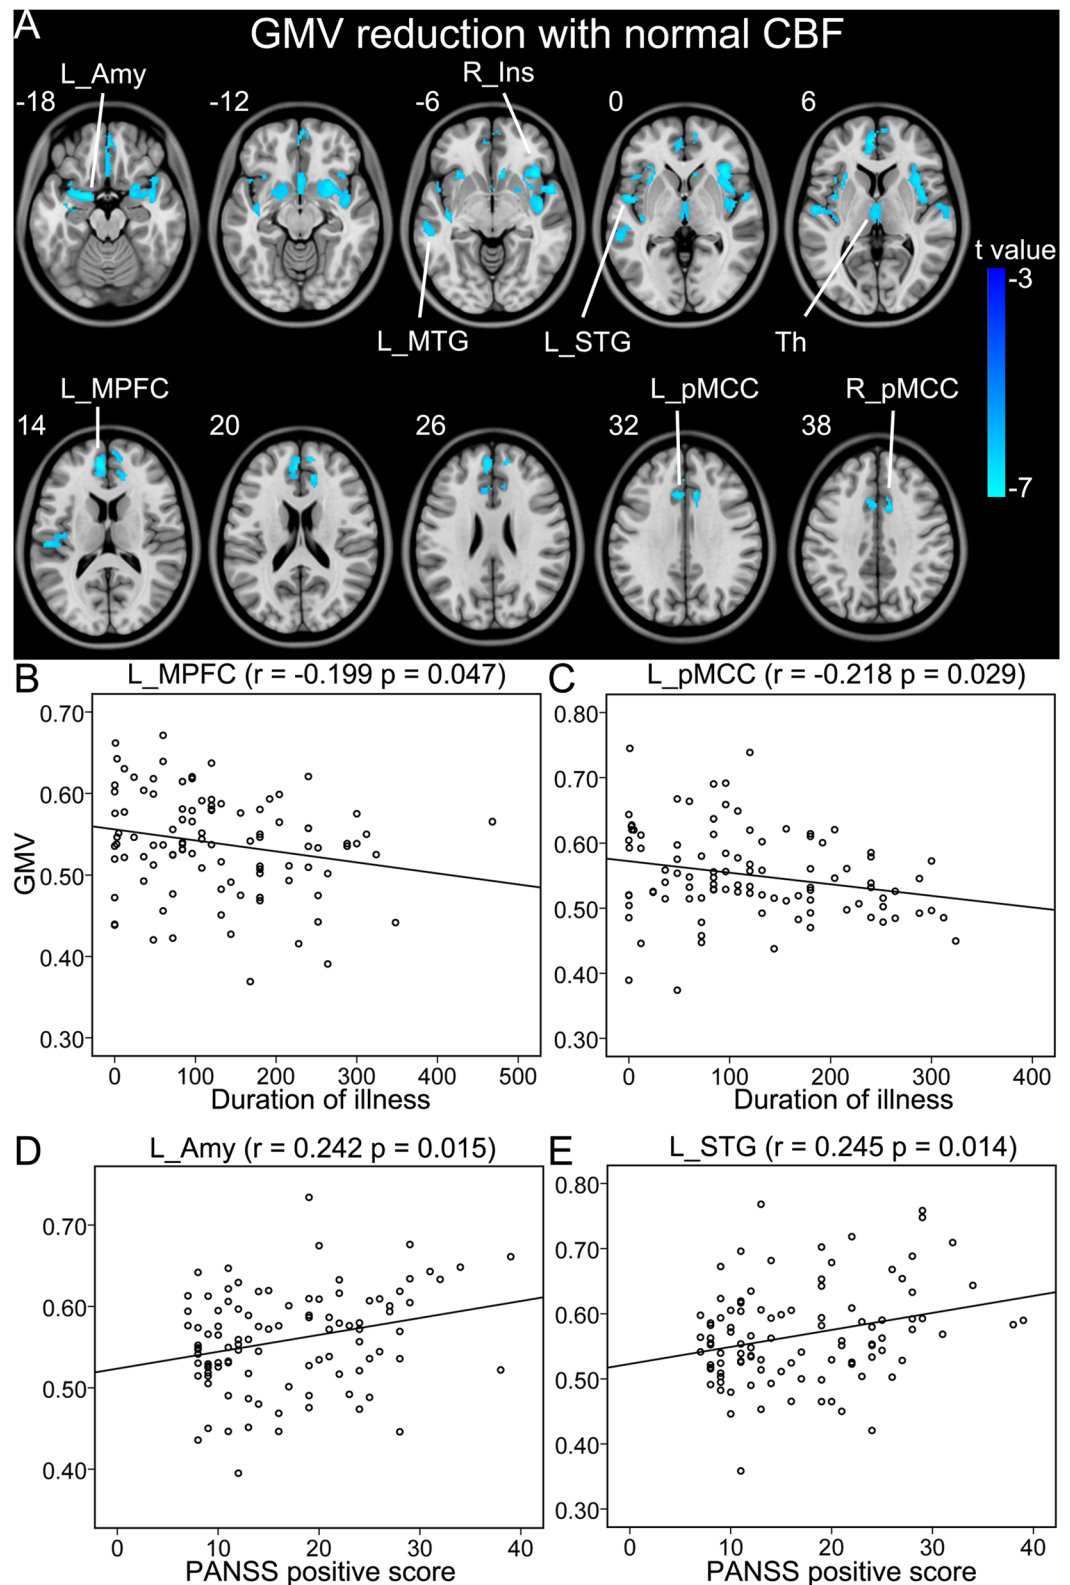 A
GMV reduction with normal CBF
L_Amy
R_Ins
-18
-12
-6
0
6
t value
-3
-7
L_MTG
L_STG
Th
L_MPFC
L_pMCC
R_pMCC
14
20
26
32
38
B
L_MPFC (r = -0.199 p = 0.047)
GMV
0.70
0.60
0.50
0.40
0.30
0 100 200 300 400 500
Duration of illness
C
L_pMCC (r = -0.218 p = 0.029)
0.80
0.70
0.60
0.50
0.40
0.30
0 100 200 300 400
Duration of illness
D
L_Amy (r = 0.242 p = 0.015)
0.70
0.60
0.50
0.40
0 10 20 30 40
PANSS positive score
E
L_STG (r = 0.245 p = 0.014)
0.80
0.70
0.60
0.50
0.40
0.30
0 10 20 30 40
PANSS positive score